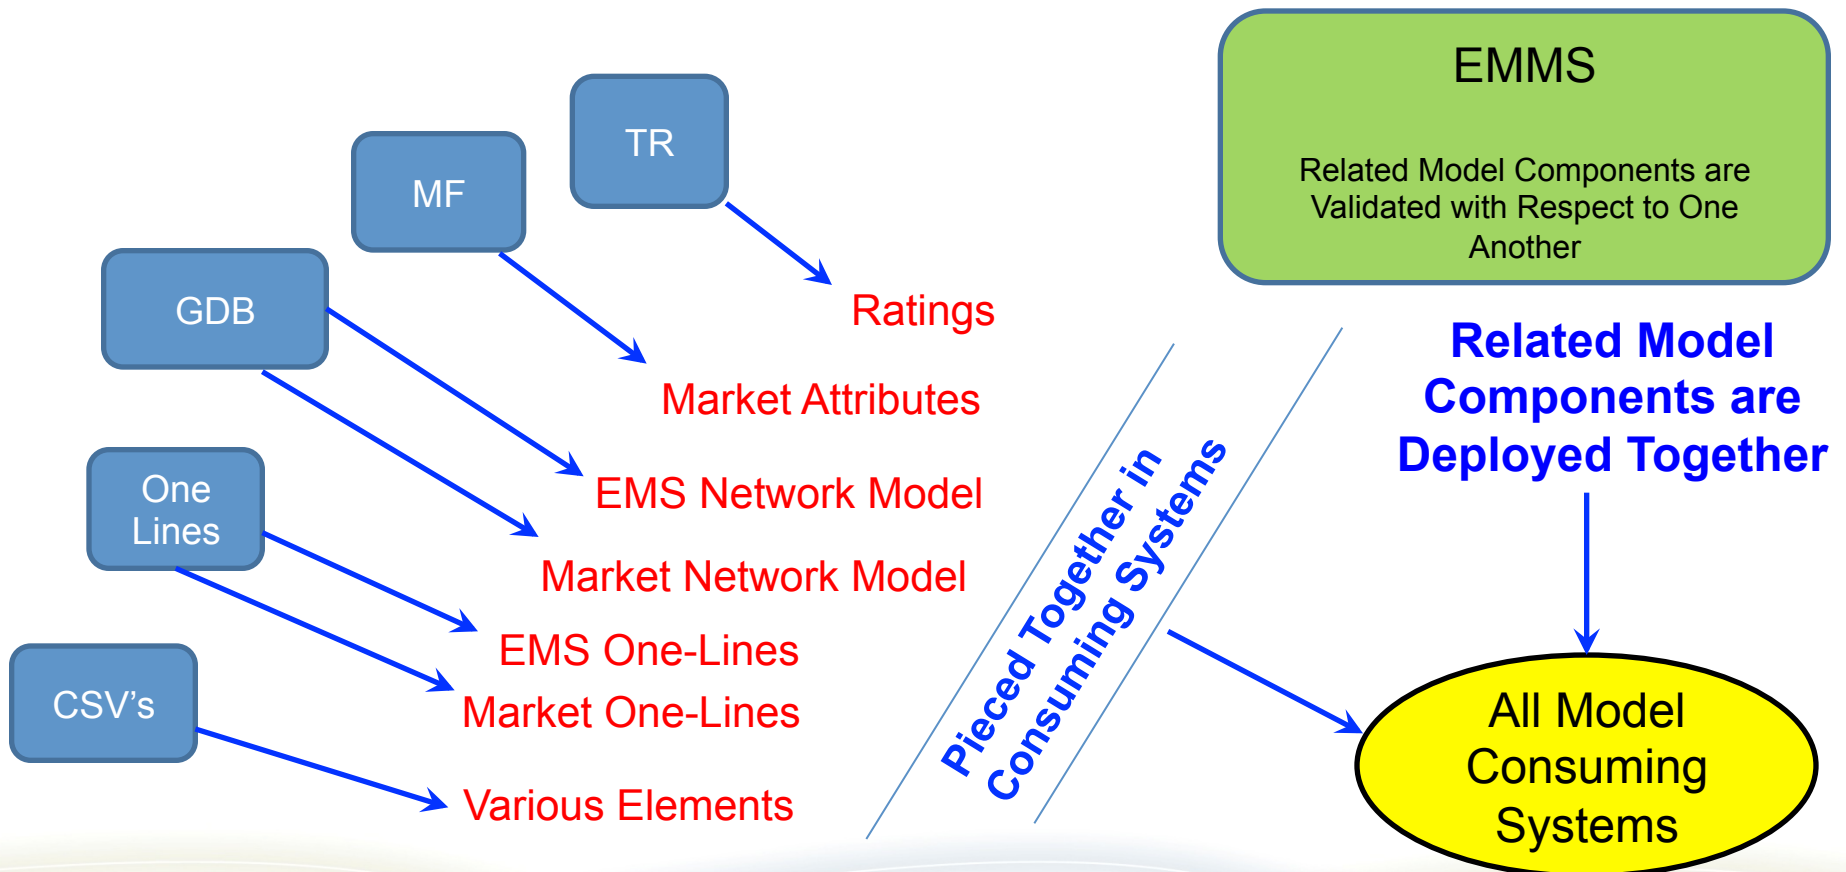 EMMS
Related Model Components are
Validated with Respect to One
Another
TR
MF
GDB
One
Lines
CSV’s
Ratings
Market Attributes
EMS Network Model
Market Network Model
EMS One-Lines
Market One-Lines
Various Elements
Pieced Together in
Consuming Systems
Related Model
Components are
Deployed Together
All Model
Consuming
Systems